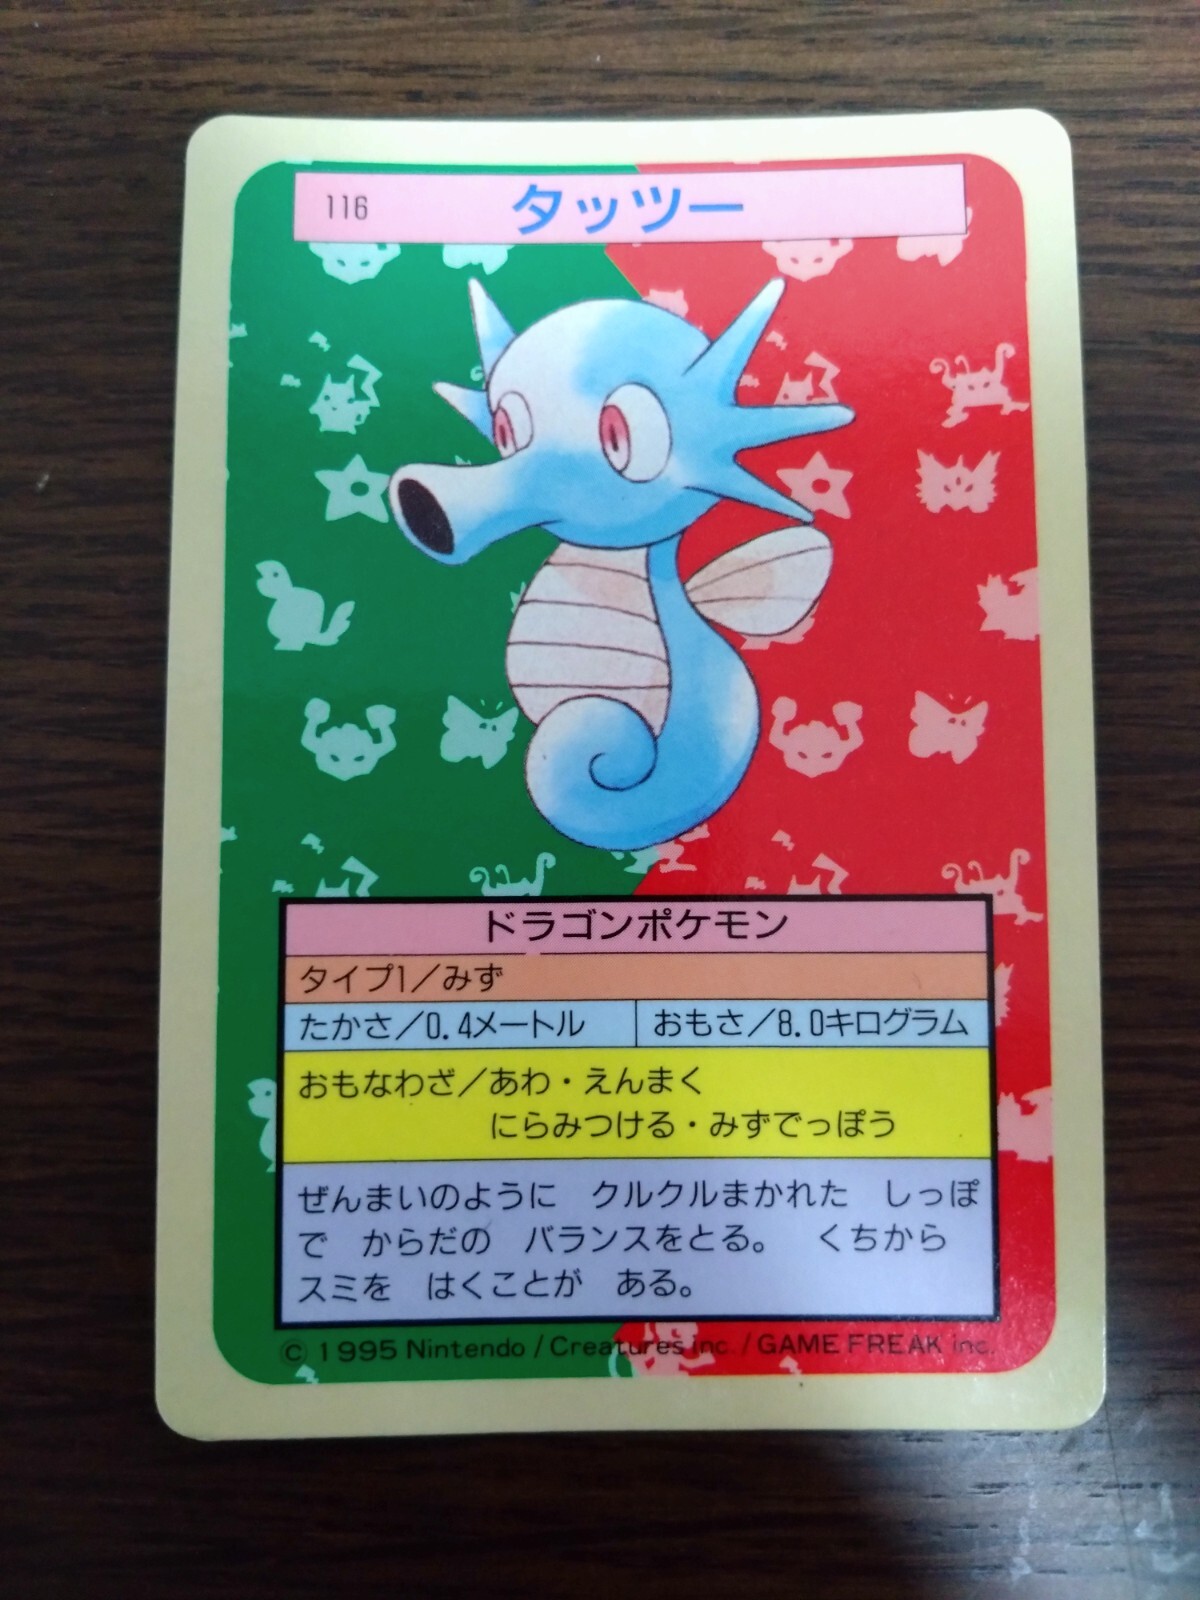 116 タッツー
ドラゴンポケモン
タイプ1／みず
たかさ／0.4メートル おもさ／8.0キログラム
おもなわざ／あわ・えんまく
にらみつける・みずでっぽう
ぜんまいのように クルクルまかれた しっぽ
で からだの バランスをとる。 くちから
スミを はくことが ある。
© 1995 Nintendo / Creatures inc. / GAME FREAK inc.